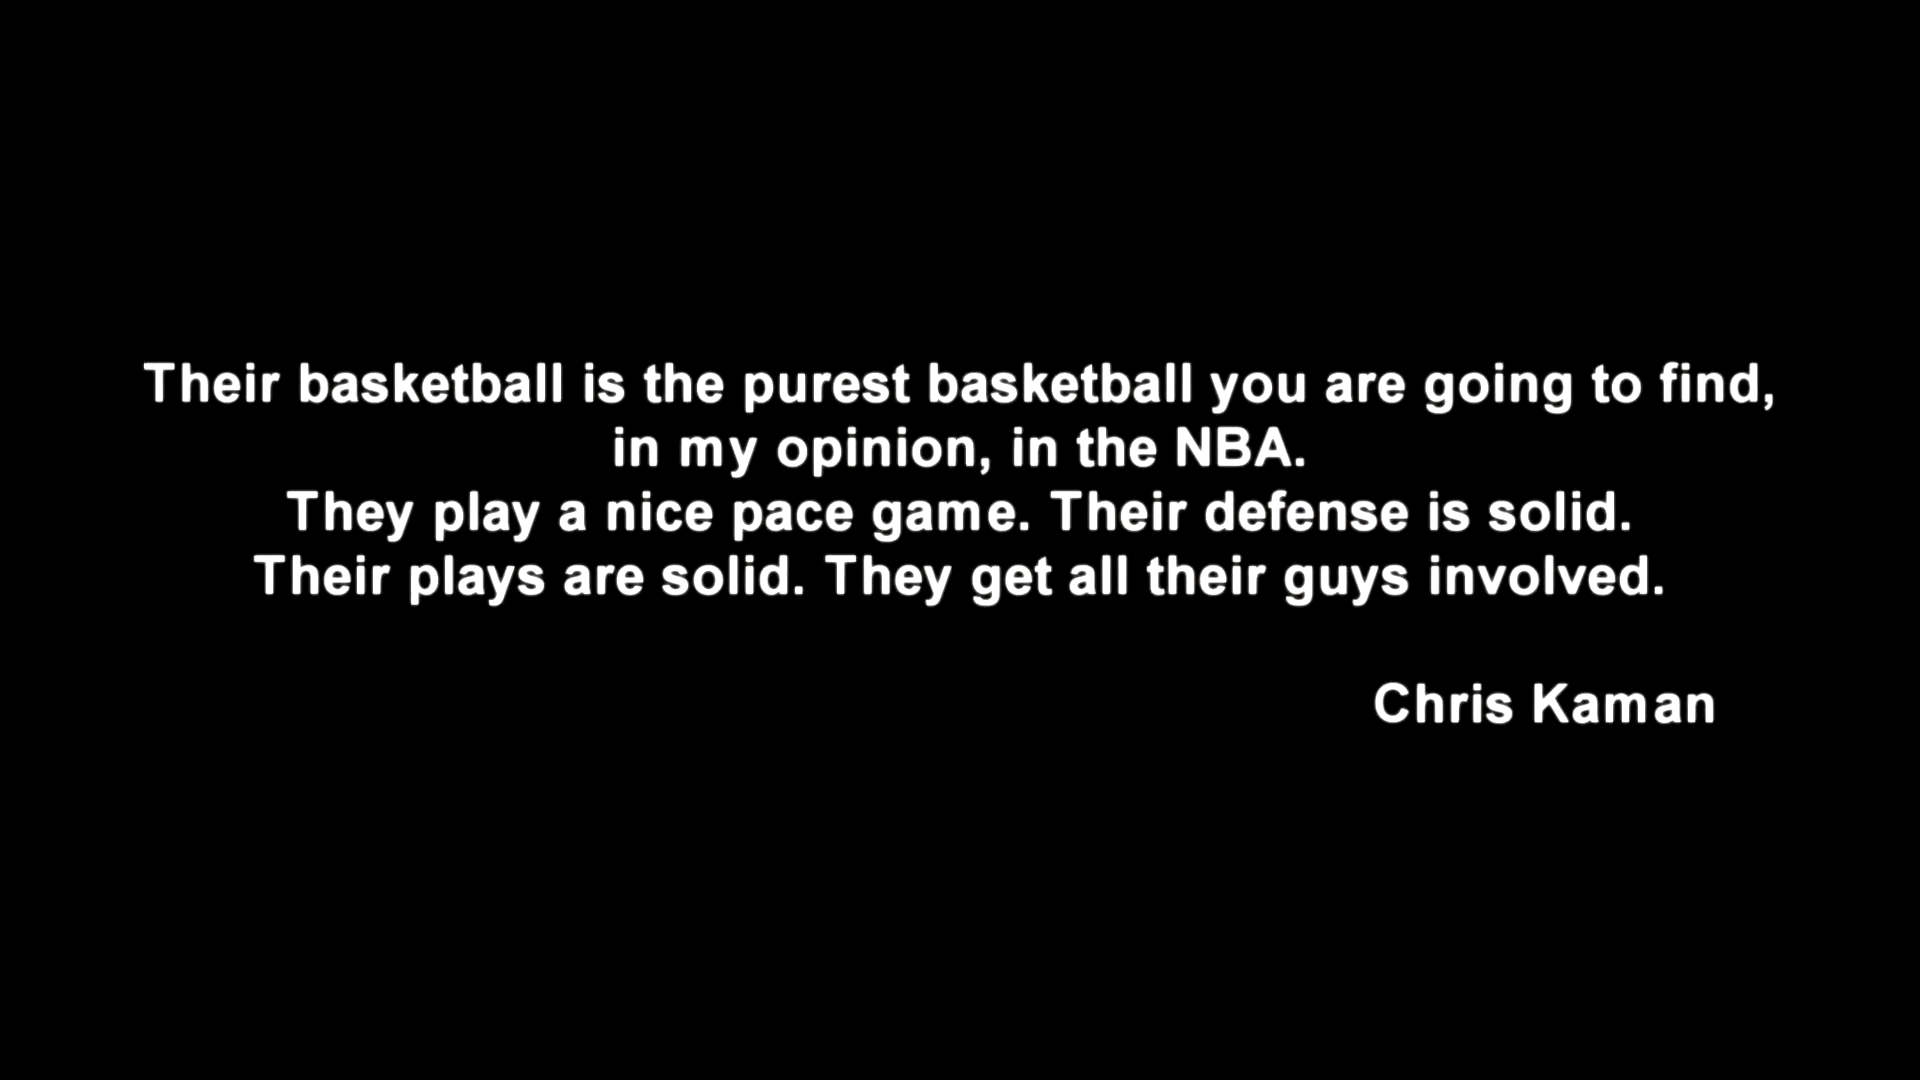 Their basketball is the purest basketball you are going to find,
in my opinion, in the NBA.
They play a nice pace game. Their defense is solid.
Their plays are solid. They get all their guys involved.
Chris Kaman